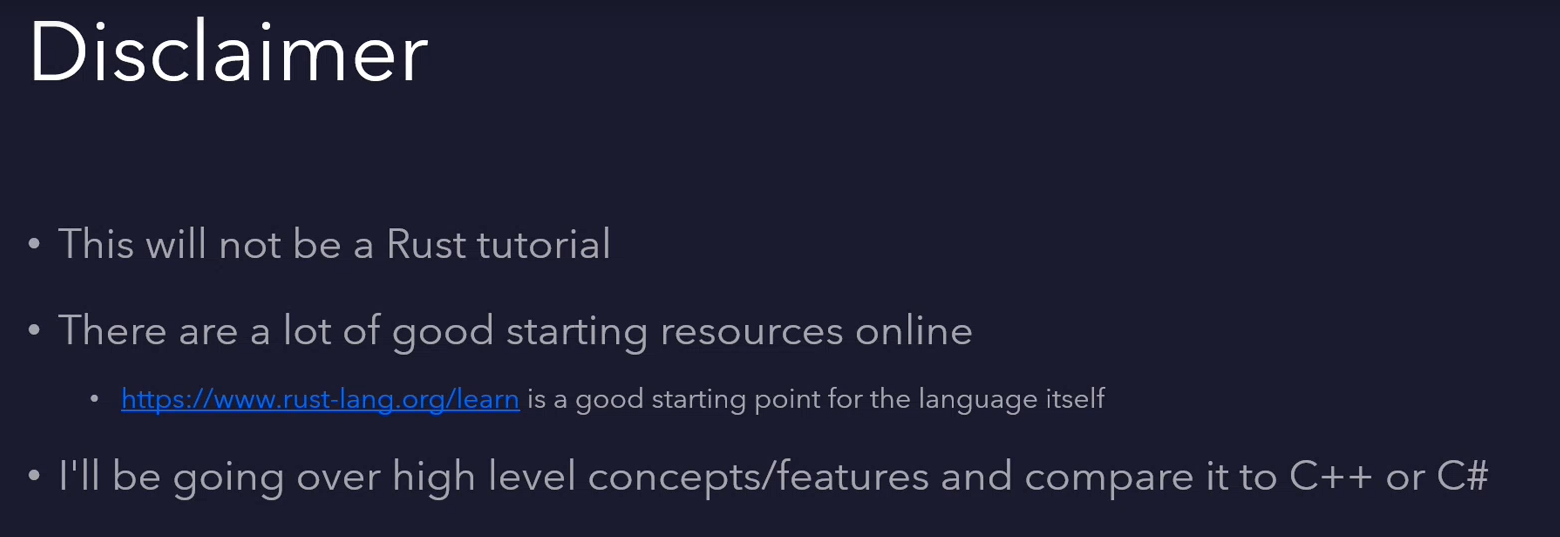 Disclaimer
• This will not be a Rust tutorial
• There are a lot of good starting resources online
• https://www.rust-lang.org/learn is a good starting point for the language itself
• I'll be going over high level concepts/features and compare it to C++ or C#